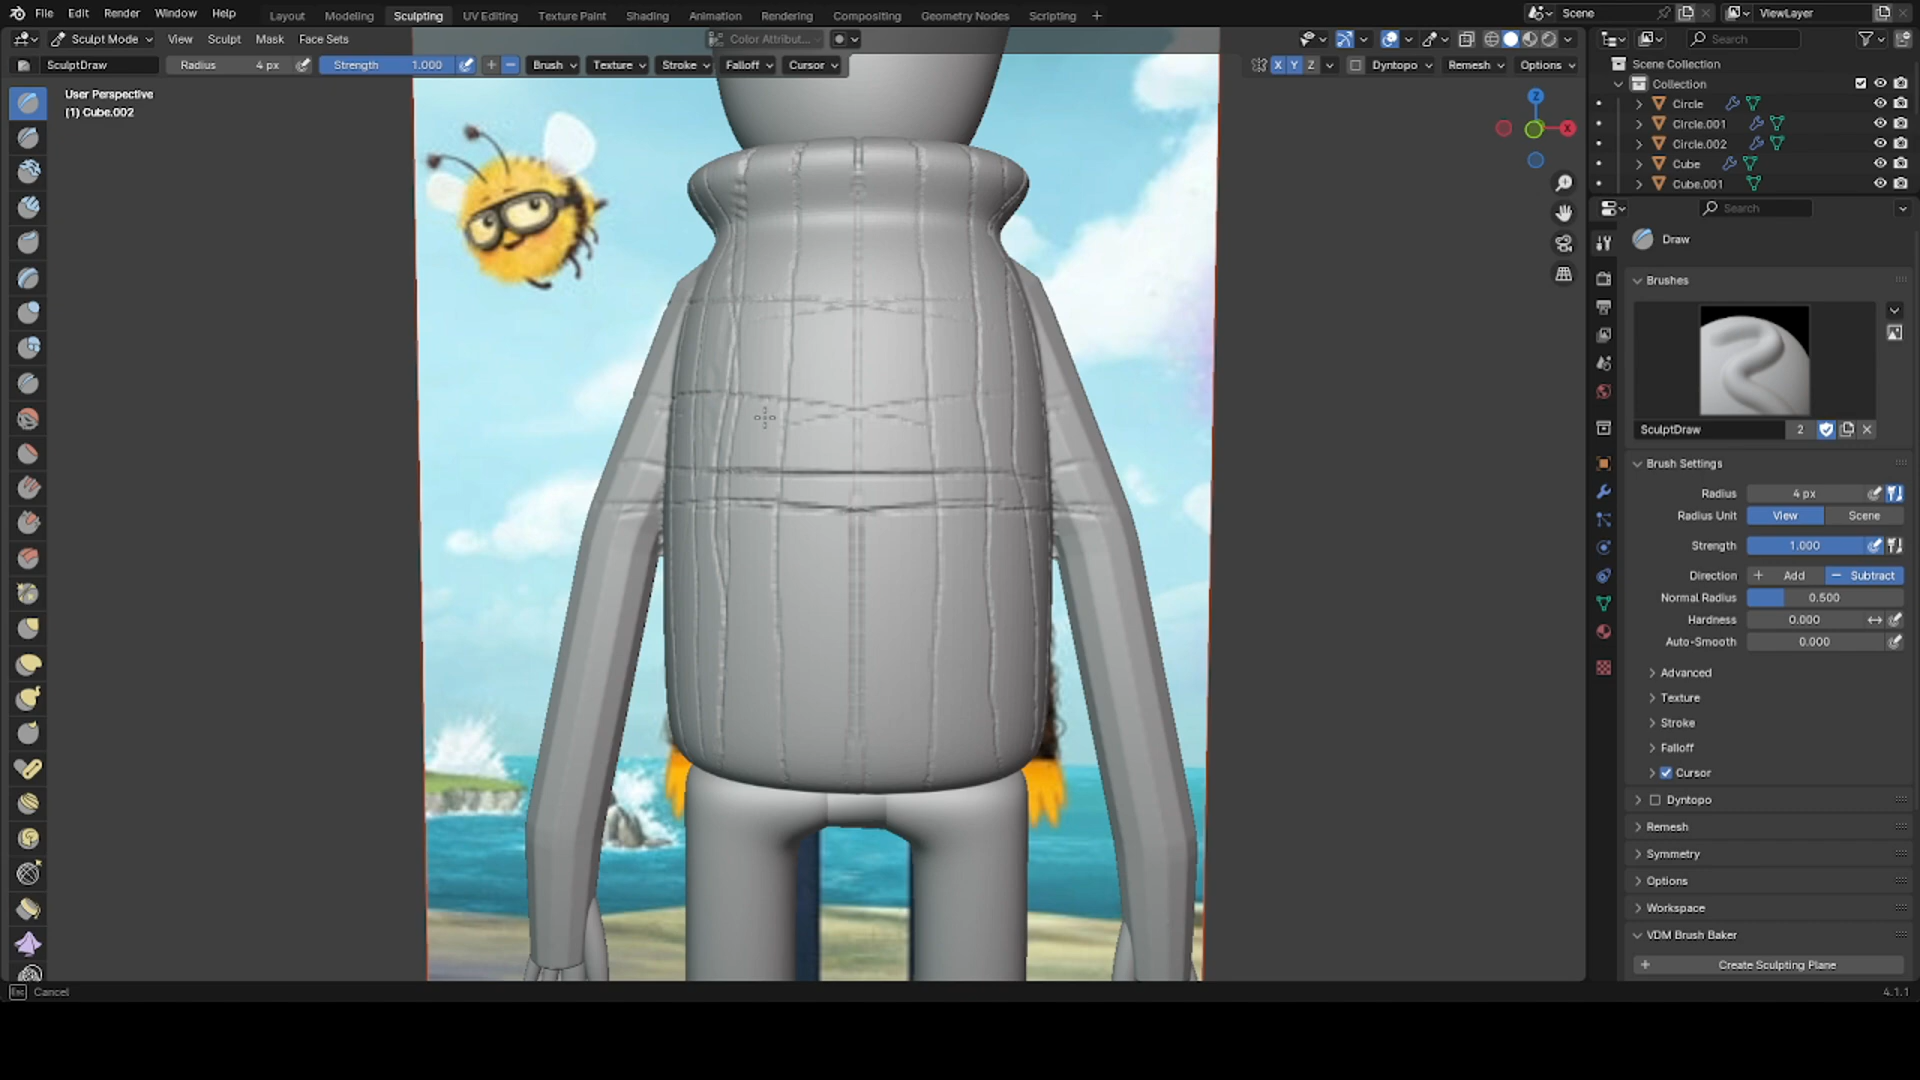 File Edit Render Window Help Layout Modeling Sculpting UV Editing Texture Paint Shading Animation Rendering Compositing Geometry Nodes Scripting + Scene ViewLayer
Sculpt Mode View Sculpt Mask Face Sets Color Attribut... Search
SculptDraw Radius 4 px Strength 1.000 Brush Texture Stroke Falloff Cursor X Y Z Dyntopo Remesh Options
Scene Collection
Collection
Circle
Circle.001
Circle.002
Cube
Cube.001
User Perspective
(1) Cube.002
Z
X
Search
Draw
Brushes
SculptDraw 2
Brush Settings
Radius 4 px
Radius Unit View Scene
Strength 1.000
Direction + Add − Subtract
Normal Radius 0.500
Hardness 0.000
Auto-Smooth 0.000
Advanced
Texture
Stroke
Falloff
Cursor
Dyntopo
Remesh
Symmetry
Options
Workspace
VDM Brush Baker
+ Create Sculpting Plane
Esc Cancel 4.1.1